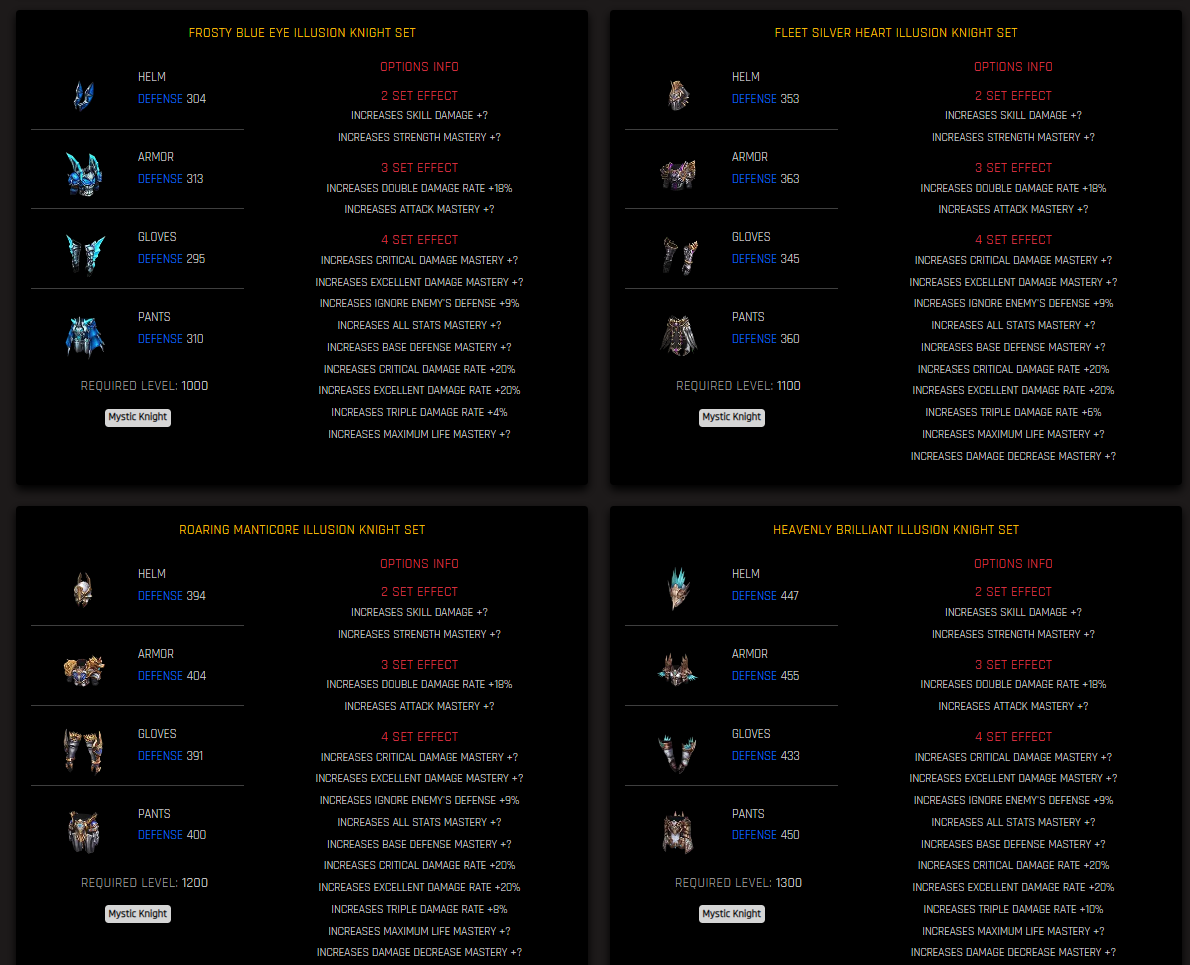 FROSTY BLUE EYE ILLUSION KNIGHT SET
HELM
DEFENSE 304
ARMOR
DEFENSE 313
GLOVES
DEFENSE 295
PANTS
DEFENSE 310
REQUIRED LEVEL: 1000
Mystic Knight
OPTIONS INFO
2 SET EFFECT
INCREASES SKILL DAMAGE +?
INCREASES STRENGTH MASTERY +?
3 SET EFFECT
INCREASES DOUBLE DAMAGE RATE +18%
INCREASES ATTACK MASTERY +?
4 SET EFFECT
INCREASES CRITICAL DAMAGE MASTERY +?
INCREASES EXCELLENT DAMAGE MASTERY +?
INCREASES IGNORE ENEMY'S DEFENSE +9%
INCREASES ALL STATS MASTERY +?
INCREASES BASE DEFENSE MASTERY +?
INCREASES CRITICAL DAMAGE RATE +20%
INCREASES EXCELLENT DAMAGE RATE +20%
INCREASES TRIPLE DAMAGE RATE +4%
INCREASES MAXIMUM LIFE MASTERY +?
FLEET SILVER HEART ILLUSION KNIGHT SET
HELM
DEFENSE 353
ARMOR
DEFENSE 363
GLOVES
DEFENSE 345
PANTS
DEFENSE 360
REQUIRED LEVEL: 1100
Mystic Knight
OPTIONS INFO
2 SET EFFECT
INCREASES SKILL DAMAGE +?
INCREASES STRENGTH MASTERY +?
3 SET EFFECT
INCREASES DOUBLE DAMAGE RATE +18%
INCREASES ATTACK MASTERY +?
4 SET EFFECT
INCREASES CRITICAL DAMAGE MASTERY +?
INCREASES EXCELLENT DAMAGE MASTERY +?
INCREASES IGNORE ENEMY'S DEFENSE +9%
INCREASES ALL STATS MASTERY +?
INCREASES BASE DEFENSE MASTERY +?
INCREASES CRITICAL DAMAGE RATE +20%
INCREASES EXCELLENT DAMAGE RATE +20%
INCREASES TRIPLE DAMAGE RATE +6%
INCREASES MAXIMUM LIFE MASTERY +?
INCREASES DAMAGE DECREASE MASTERY +?
ROARING MANTICORE ILLUSION KNIGHT SET
HELM
DEFENSE 394
ARMOR
DEFENSE 404
GLOVES
DEFENSE 391
PANTS
DEFENSE 400
REQUIRED LEVEL: 1200
Mystic Knight
OPTIONS INFO
2 SET EFFECT
INCREASES SKILL DAMAGE +?
INCREASES STRENGTH MASTERY +?
3 SET EFFECT
INCREASES DOUBLE DAMAGE RATE +18%
INCREASES ATTACK MASTERY +?
4 SET EFFECT
INCREASES CRITICAL DAMAGE MASTERY +?
INCREASES EXCELLENT DAMAGE MASTERY +?
INCREASES IGNORE ENEMY'S DEFENSE +9%
INCREASES ALL STATS MASTERY +?
INCREASES BASE DEFENSE MASTERY +?
INCREASES CRITICAL DAMAGE RATE +20%
INCREASES EXCELLENT DAMAGE RATE +20%
INCREASES TRIPLE DAMAGE RATE +8%
INCREASES MAXIMUM LIFE MASTERY +?
INCREASES DAMAGE DECREASE MASTERY +?
HEAVENLY BRILLIANT ILLUSION KNIGHT SET
HELM
DEFENSE 447
ARMOR
DEFENSE 455
GLOVES
DEFENSE 433
PANTS
DEFENSE 450
REQUIRED LEVEL: 1300
Mystic Knight
OPTIONS INFO
2 SET EFFECT
INCREASES SKILL DAMAGE +?
INCREASES STRENGTH MASTERY +?
3 SET EFFECT
INCREASES DOUBLE DAMAGE RATE +18%
INCREASES ATTACK MASTERY +?
4 SET EFFECT
INCREASES CRITICAL DAMAGE MASTERY +?
INCREASES EXCELLENT DAMAGE MASTERY +?
INCREASES IGNORE ENEMY'S DEFENSE +9%
INCREASES ALL STATS MASTERY +?
INCREASES BASE DEFENSE MASTERY +?
INCREASES CRITICAL DAMAGE RATE +20%
INCREASES EXCELLENT DAMAGE RATE +20%
INCREASES TRIPLE DAMAGE RATE +10%
INCREASES MAXIMUM LIFE MASTERY +?
INCREASES DAMAGE DECREASE MASTERY +?